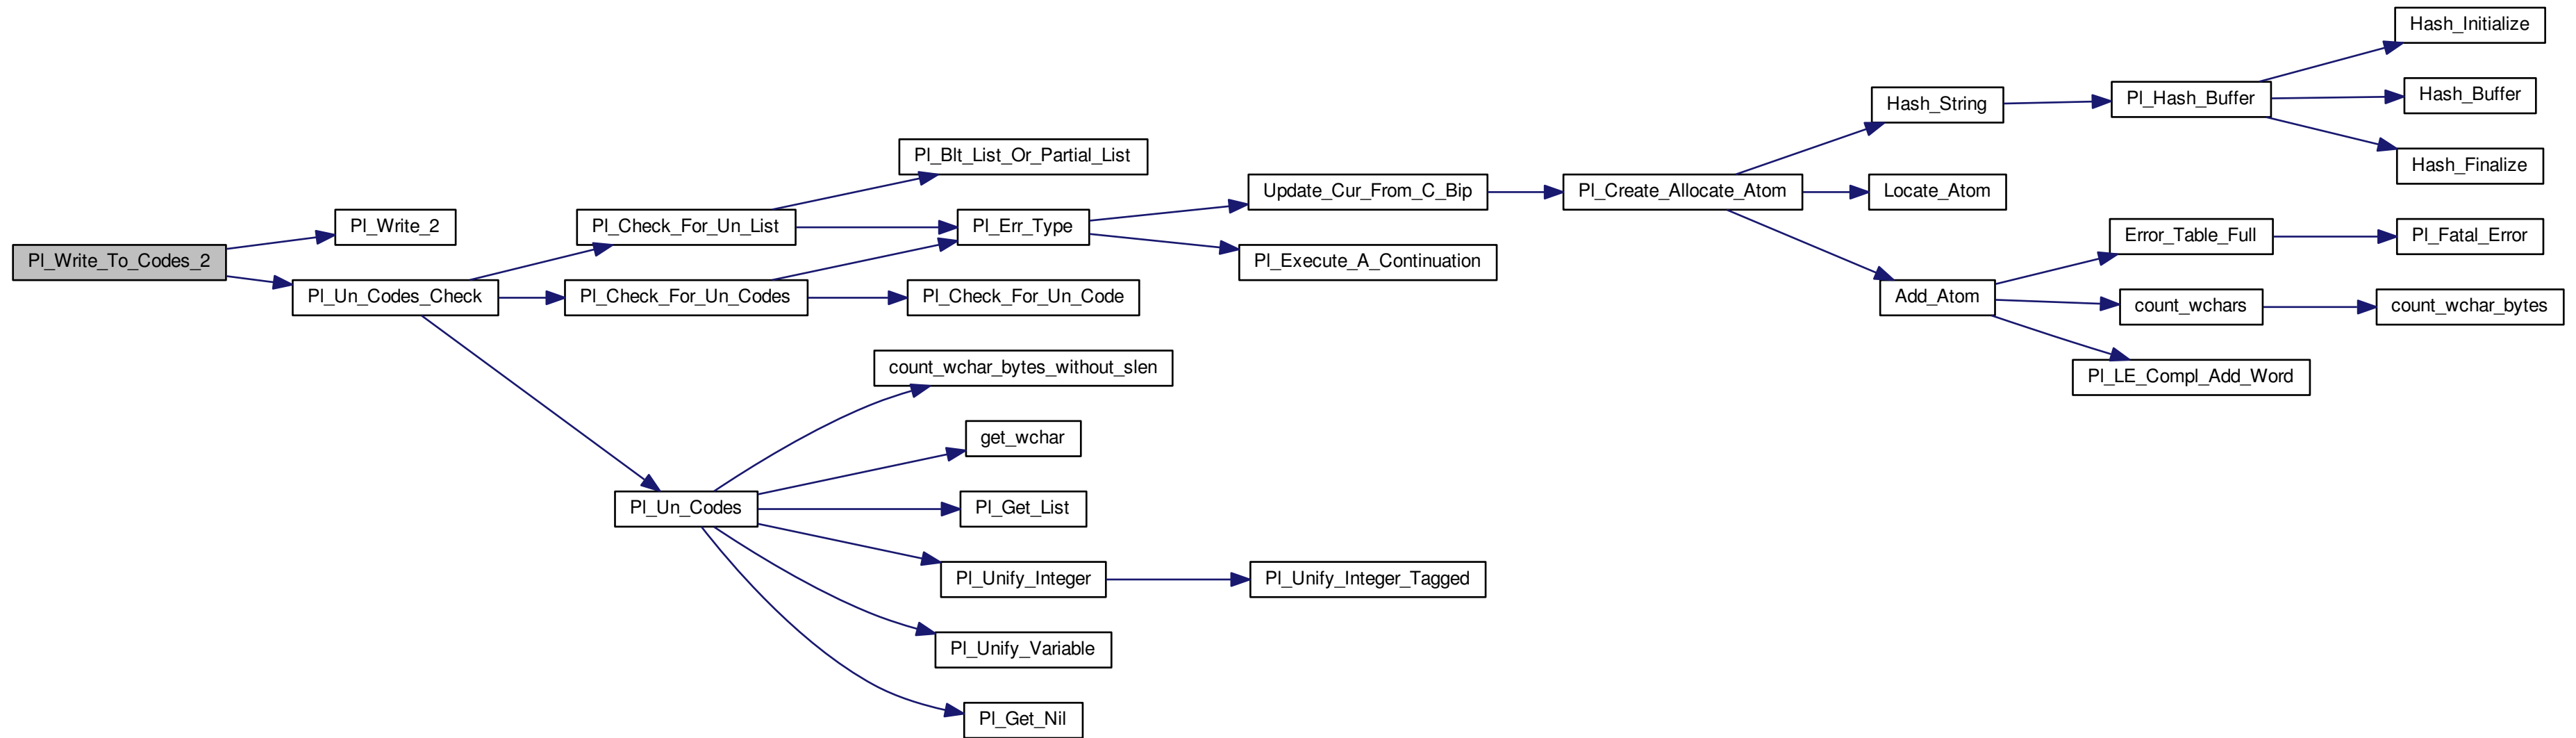 Pl_Write_To_Codes_2
Pl_Write_2
Pl_Un_Codes_Check
Pl_Check_For_Un_List
Pl_Check_For_Un_Codes
Pl_Un_Codes
Pl_Blt_List_Or_Partial_List
Pl_Err_Type
Pl_Check_For_Un_Code
count_wchar_bytes_without_slen
get_wchar
Pl_Get_List
Pl_Unify_Integer
Pl_Unify_Variable
Pl_Get_Nil
Update_Cur_From_C_Bip
Pl_Execute_A_Continuation
Pl_Unify_Integer_Tagged
Pl_Create_Allocate_Atom
Hash_String
Locate_Atom
Add_Atom
Pl_Hash_Buffer
Error_Table_Full
count_wchars
Pl_LE_Compl_Add_Word
Hash_Initialize
Hash_Buffer
Hash_Finalize
Pl_Fatal_Error
count_wchar_bytes